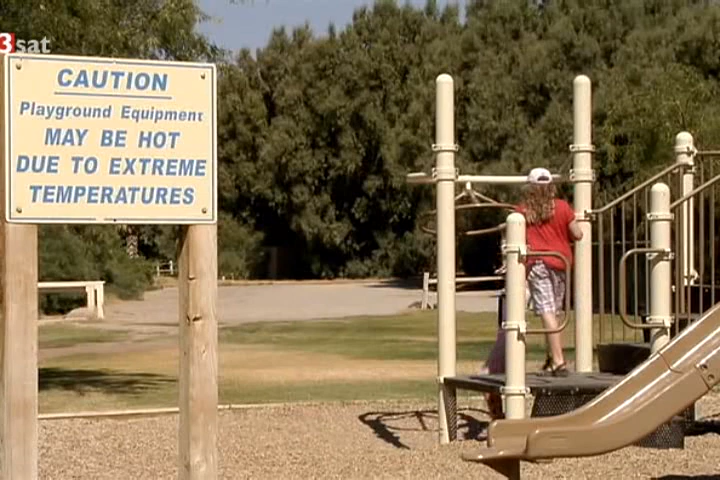 3sat
CAUTION
Playground Equipment
MAY BE HOT
DUE TO EXTREME
TEMPERATURES